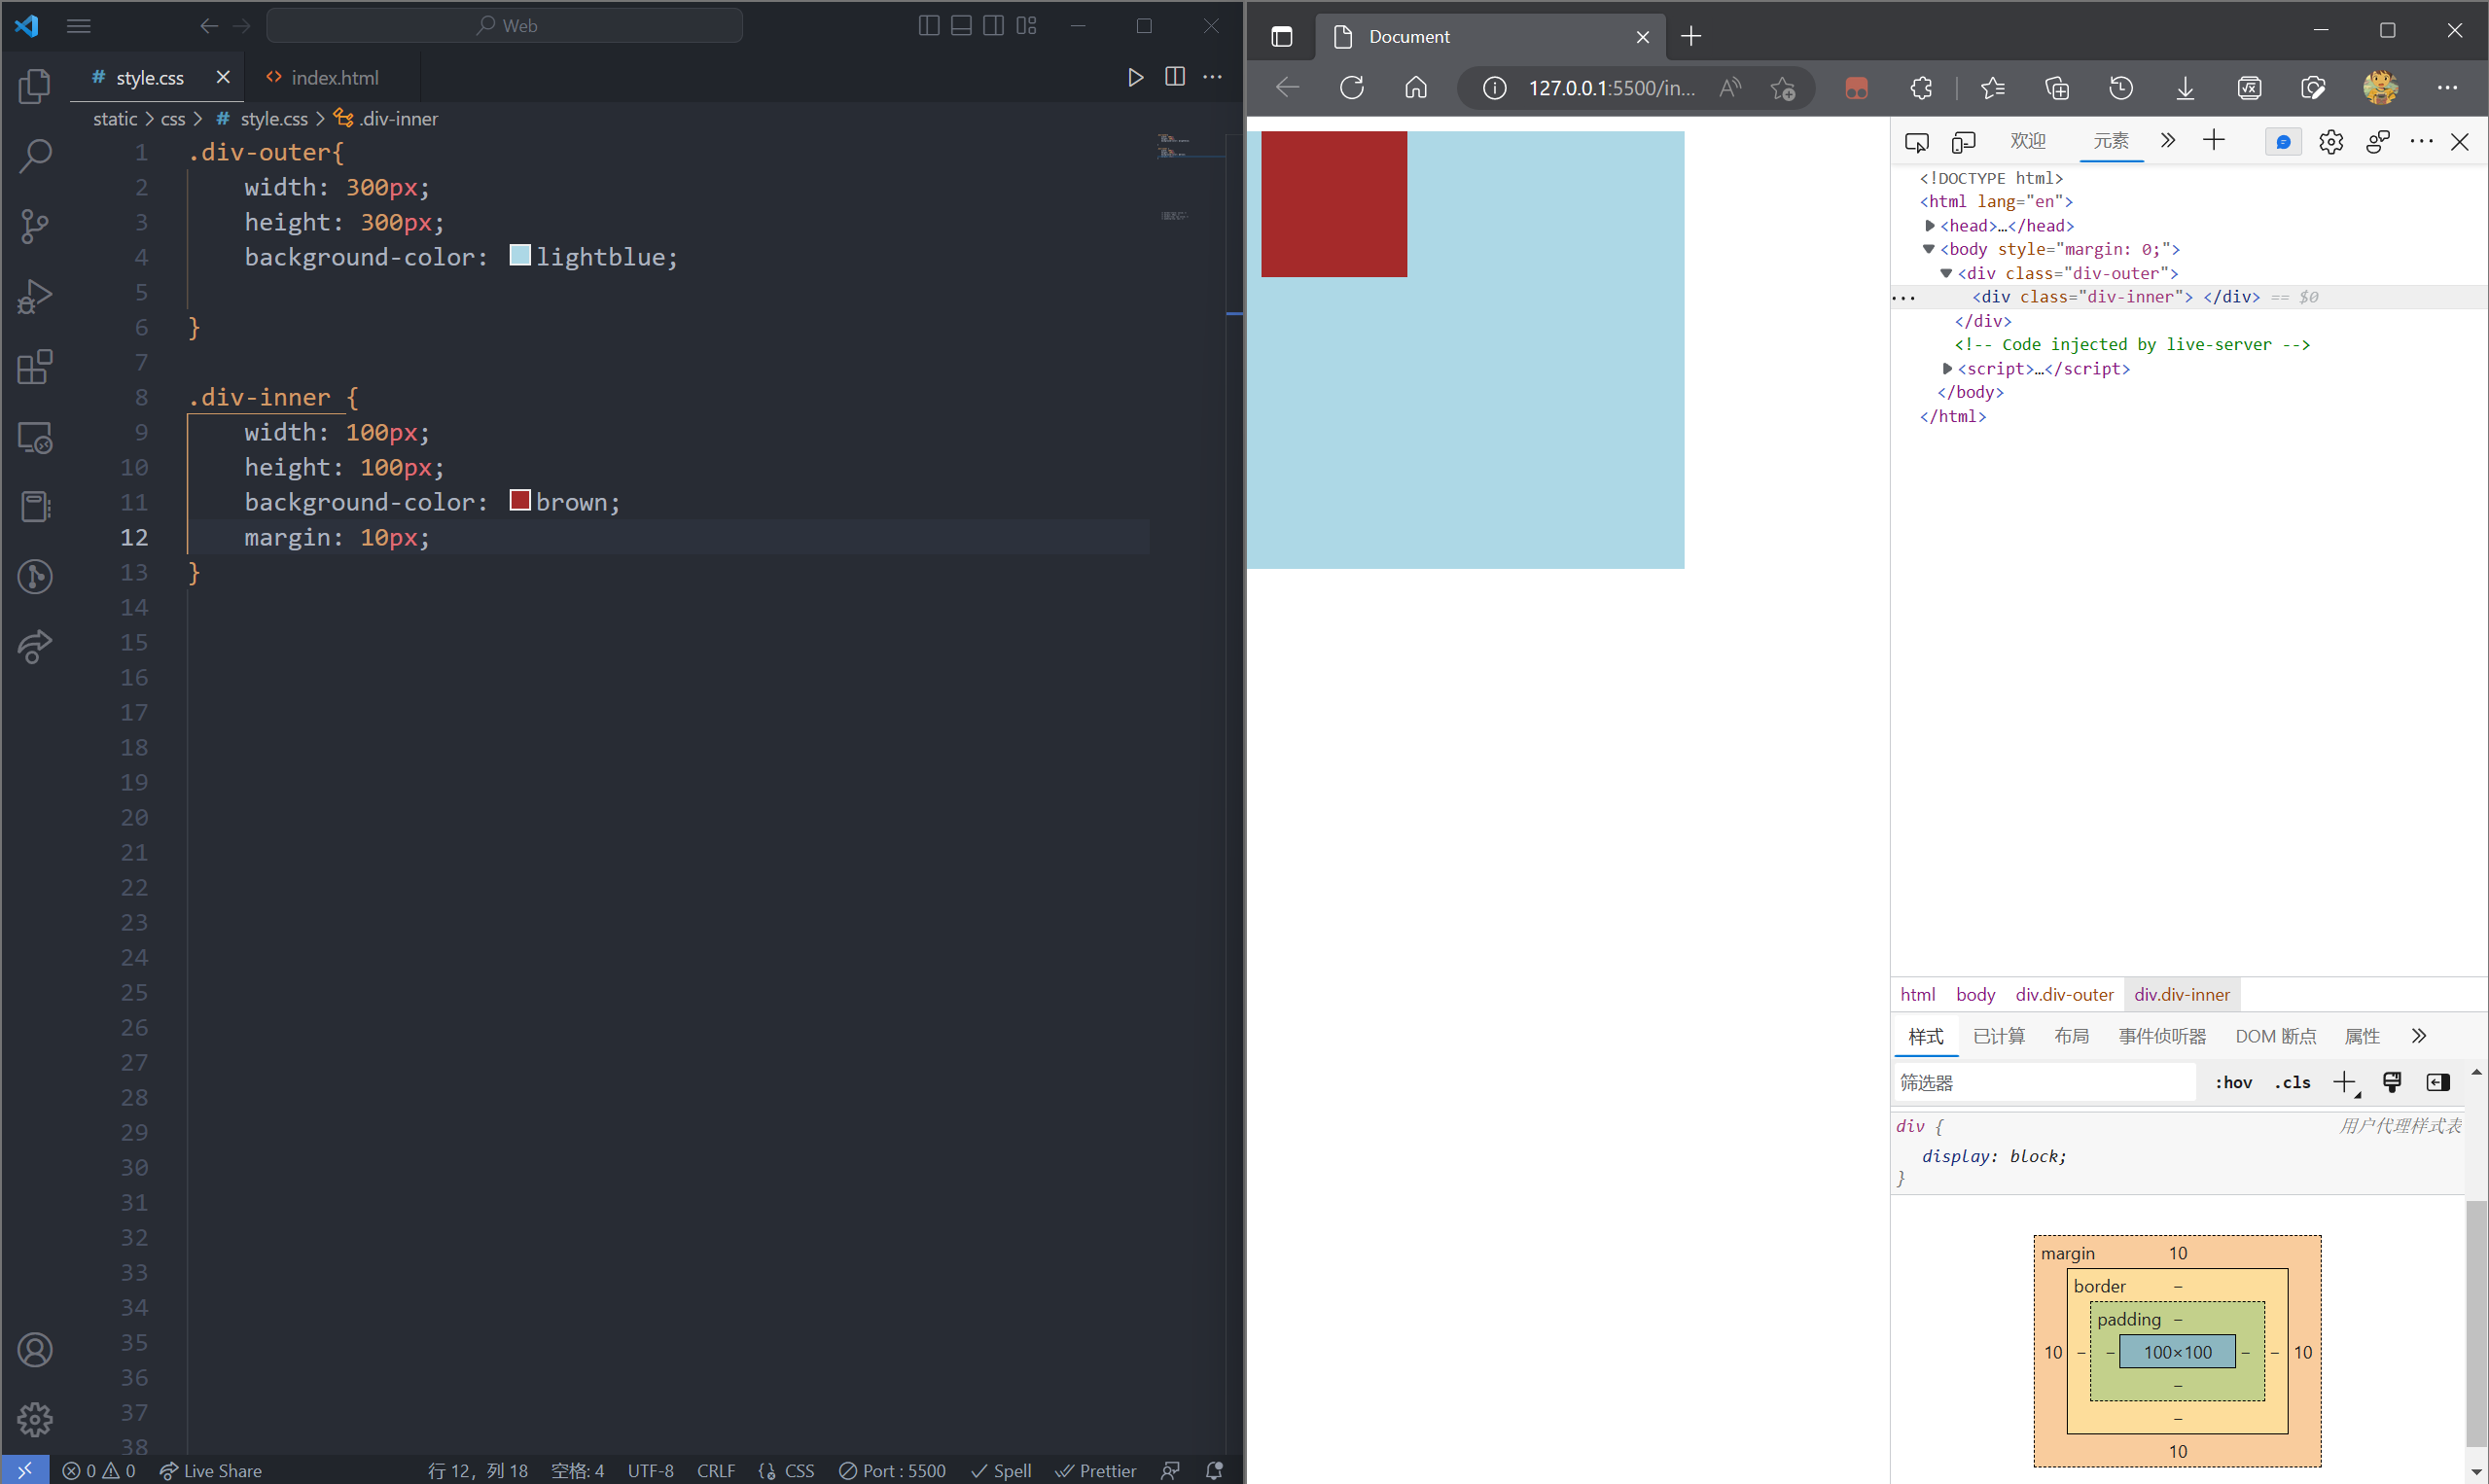 Web
style.css
index.html
static > css > # style.css > .div-inner
1 .div-outer{
2 width: 300px;
3 height: 300px;
4 background-color: lightblue;
5
6 }
7
8 .div-inner {
9 width: 100px;
10 height: 100px;
11 background-color: brown;
12 margin: 10px;
13 }
14
15
16
17
18
19
20
21
22
23
24
25
26
27
28
29
30
31
32
33
34
35
36
37
38
0 0 Live Share 行 12，列 18 空格: 4 UTF-8 CRLF {} CSS Port : 5500 Spell Prettier
Document
127.0.0.1:5500/in...
欢迎 元素
<!DOCTYPE html>
<html lang="en">
<head>…</head>
<body style="margin: 0;">
<div class="div-outer">
<div class="div-inner"> </div> == $0
</div>
<!-- Code injected by live-server -->
<script>…</script>
</body>
</html>
html body div.div-outer div.div-inner
样式 已计算 布局 事件侦听器 DOM 断点 属性
筛选器 :hov .cls
div { 用户代理样式表
display: block;
}
margin 10
border –
padding –
10 – – 100×100 – – 10
–
–
10